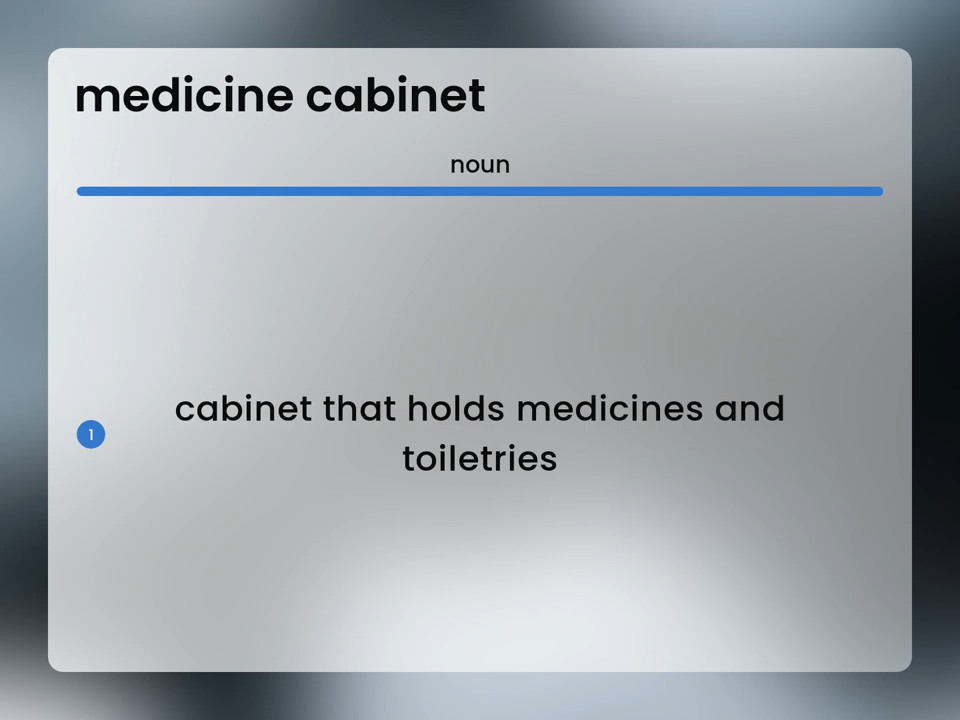 medicine cabinet
noun
1
cabinet that holds medicines and
toiletries